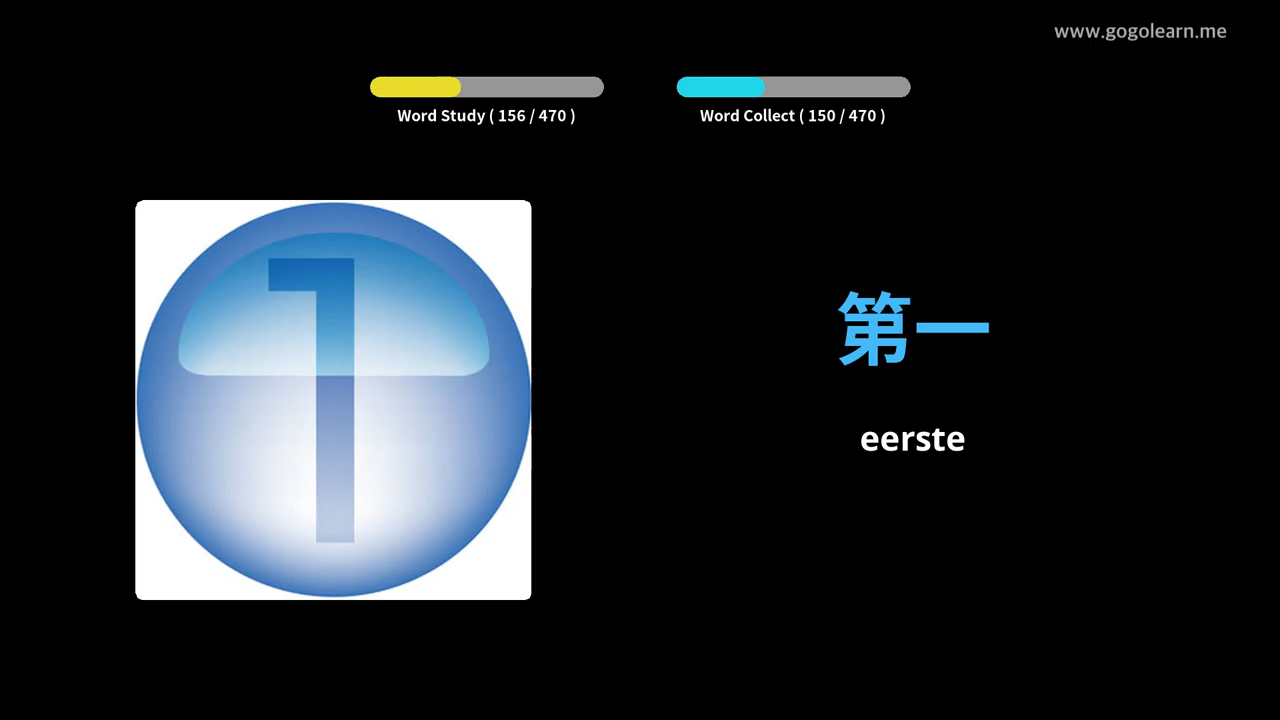 www.gogolearn.me
Word Study ( 156 / 470 )
Word Collect ( 150 / 470 )
1
第一
eerste